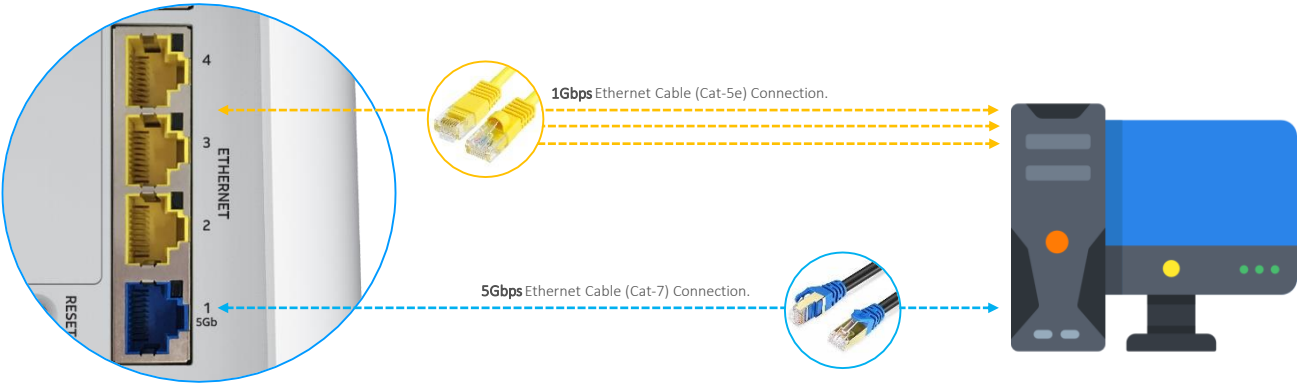 4
3
ETHERNET
2
1
5Gb
RESET
1Gbps Ethernet Cable (Cat-5e) Connection.
5Gbps Ethernet Cable (Cat-7) Connection.